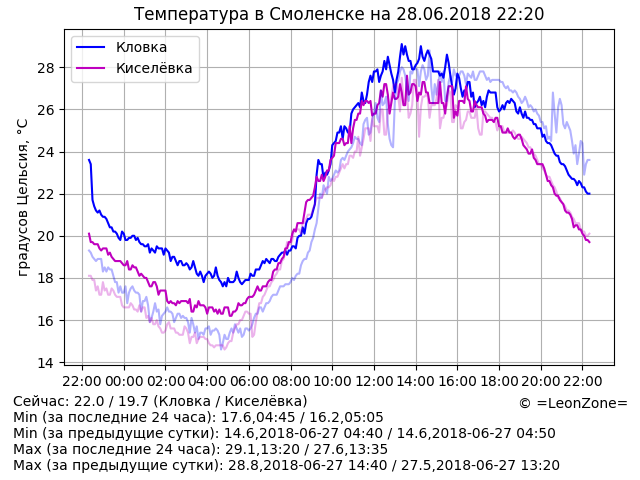 Температура в Смоленске на 28.06.2018 22:20
Кловка
Киселёвка
градусов Цельсия, °C
28
26
24
22
20
18
16
14
22:00 00:00 02:00 04:00 06:00 08:00 10:00 12:00 14:00 16:00 18:00 20:00 22:00
Сейчас: 22.0 / 19.7 (Кловка / Киселёвка)
© =LeonZone=
Min (за последние 24 часа): 17.6,04:45 / 16.2,05:05
Min (за предыдущие сутки): 14.6,2018-06-27 04:40 / 14.6,2018-06-27 04:50
Max (за последние 24 часа): 29.1,13:20 / 27.6,13:35
Max (за предыдущие сутки): 28.8,2018-06-27 14:40 / 27.5,2018-06-27 13:20